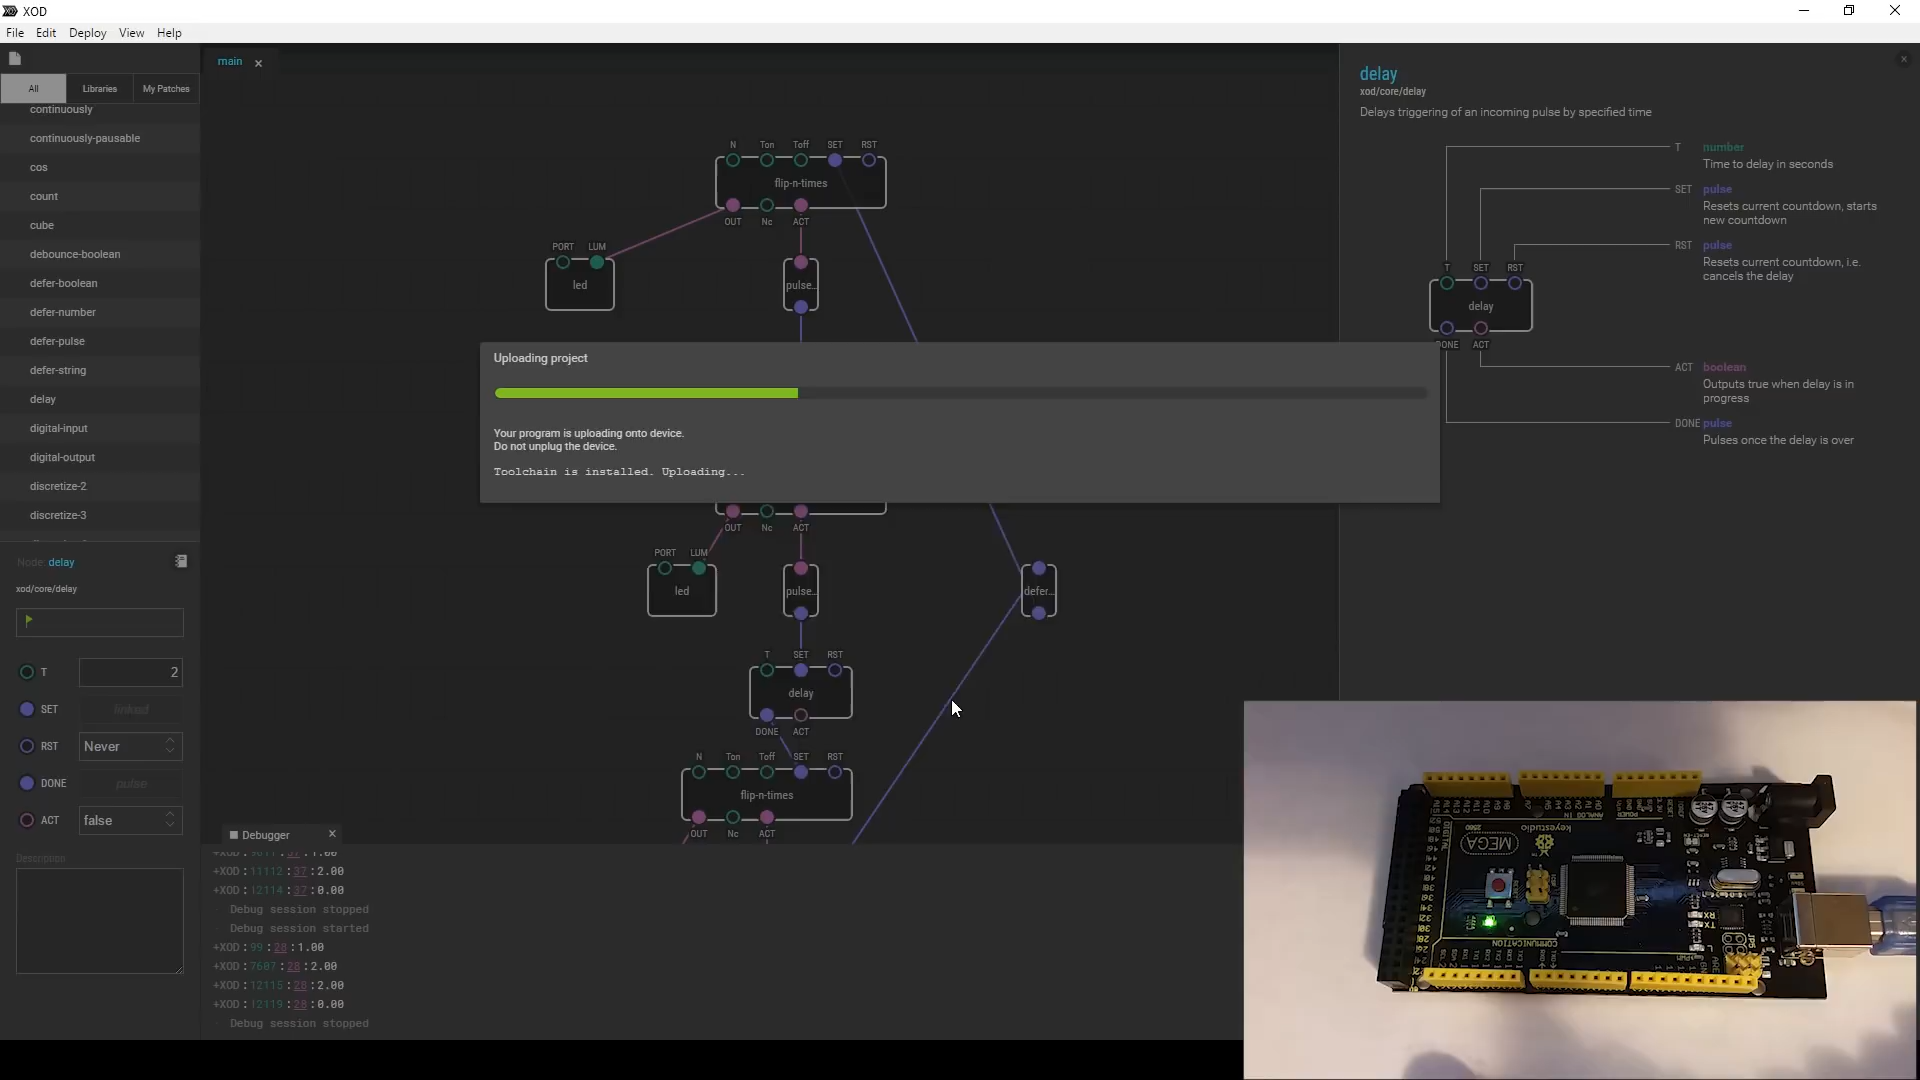 XOD
File Edit Deploy View Help
main
All Libraries My Patches
continuously
continuously-pausable
cos
count
cube
debounce-boolean
defer-boolean
defer-number
defer-pulse
defer-string
delay
digital-input
digital-output
discretize-2
discretize-3
Node: delay
xod/core/delay
T 2
SET linked
RST Never
DONE pulse
ACT false
Description
N Ton Toff SET RST
flip-n-times
OUT Nc ACT
PORT LUM
led
pulse...
Uploading project
Your program is uploading onto device.
Do not unplug the device.
Toolchain is installed. Uploading...
OUT Nc ACT
PORT LUM
led
pulse...
defer...
T SET RST
delay
DONE ACT
N Ton Toff SET RST
flip-n-times
OUT Nc ACT
Debugger
+XOD:11112:37:2.00
+XOD:12114:37:0.00
Debug session stopped
Debug session started
+XOD:99:28:1.00
+XOD:7607:28:2.00
+XOD:12115:28:2.00
+XOD:12119:28:0.00
Debug session stopped
delay
xod/core/delay
Delays triggering of an incoming pulse by specified time
T number
Time to delay in seconds
SET pulse
Resets current countdown, starts
new countdown
RST pulse
Resets current countdown, i.e.
cancels the delay
T SET RST
delay
DONE ACT
ACT boolean
Outputs true when delay is in
progress
DONE pulse
Pulses once the delay is over
POWER
ANALOG IN
keyestudio
MEGA
2560
RESET
COMMUNICATION
TX
RX